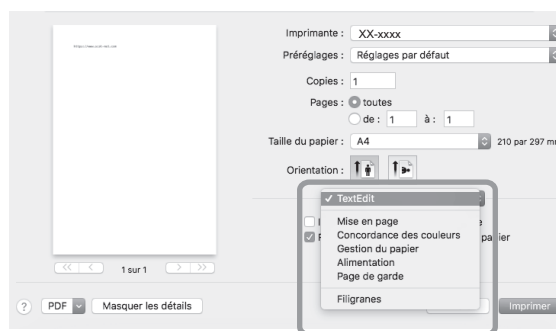 Imprimante : XX-xxxx
Préréglages : Réglages par défaut
Copies : 1
Pages : toutes
de : 1 à : 1
Taille du papier : A4 210 par 297 mm
Orientation :
✓ TextEdit
Mise en page
Concordance des couleurs
Gestion du papier
papier
Alimentation
Page de garde
Filigranes
1 sur 1
? PDF Masquer les détails Imprimer